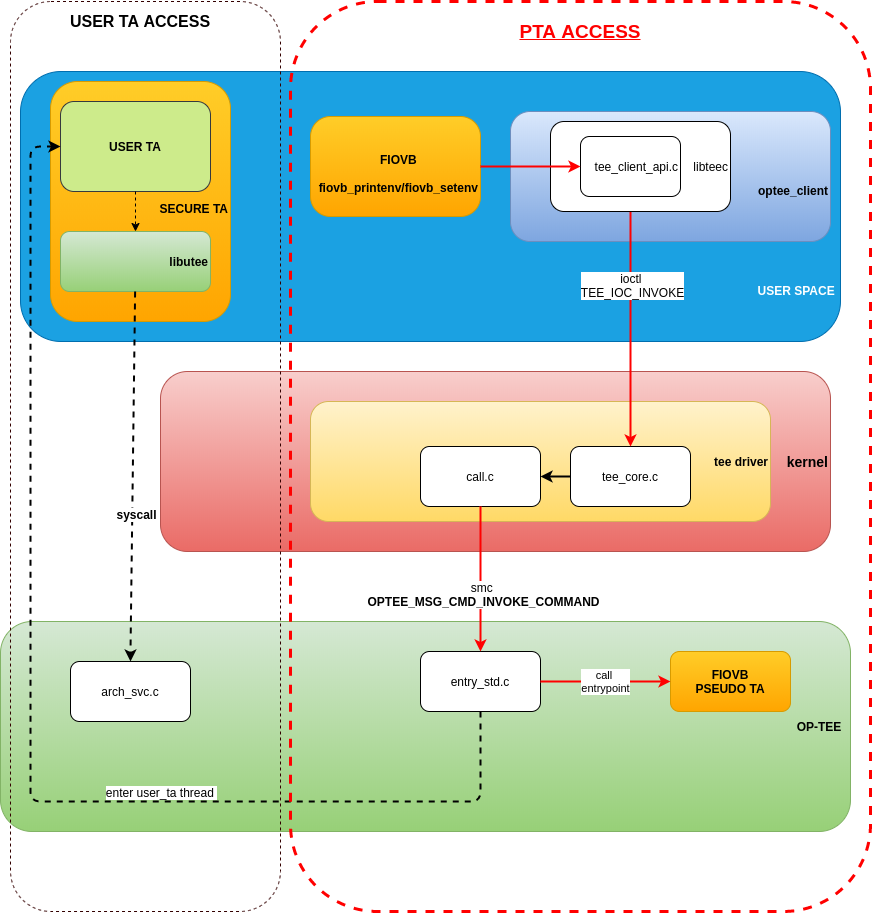 USER TA ACCESS
PTA ACCESS
USER TA
SECURE TA
libutee
FIOVB
fiovb_printenv/fiovb_setenv
tee_client_api.c
libteec
optee_client
ioctl
TEE_IOC_INVOKE
USER SPACE
call.c
tee_core.c
tee driver
kernel
syscall
smc
OPTEE_MSG_CMD_INVOKE_COMMAND
arch_svc.c
entry_std.c
call
entrypoint
FIOVB
PSEUDO TA
OP-TEE
enter user_ta thread